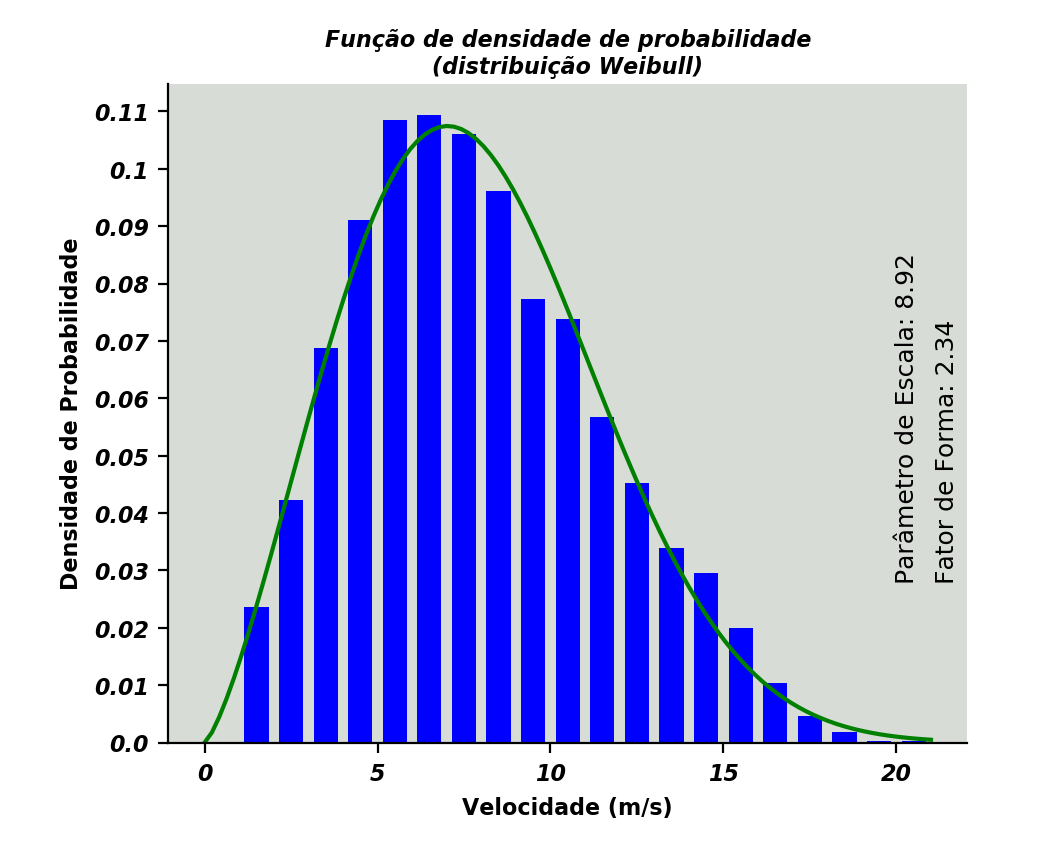 Função de densidade de probabilidade
(distribuição Weibull)
Densidade de Probabilidade
0.11
0.1
0.09
0.08
0.07
0.06
0.05
0.04
0.03
0.02
0.01
0.0
Parâmetro de Escala: 8.92
Fator de Forma: 2.34
0 5 10 15 20
Velocidade (m/s)